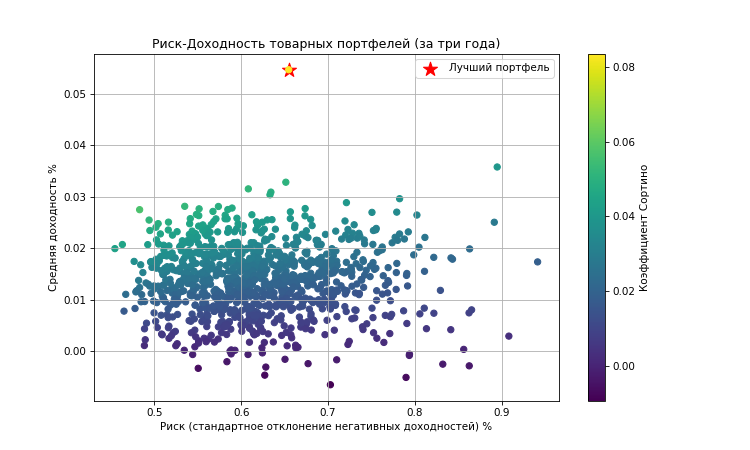 Риск-Доходность товарных портфелей (за три года)
Лучший портфель
Средняя доходность %
0.05
0.04
0.03
0.02
0.01
0.00
0.5 0.6 0.7 0.8 0.9
Риск (стандартное отклонение негативных доходностей) %
0.08
0.06
0.04
0.02
0.00
Коэффициент Сортино